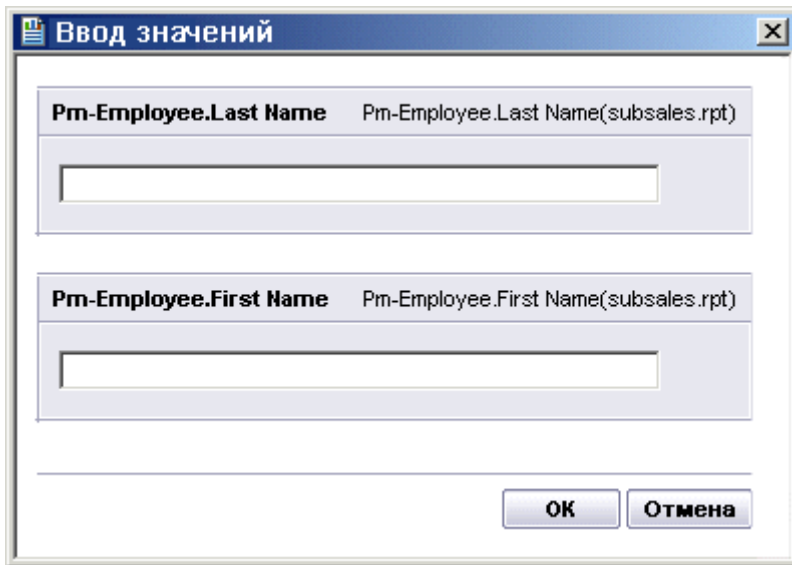 Ввод значений
Pm-Employee.Last Name Pm-Employee.Last Name(subsales.rpt)
Pm-Employee.First Name Pm-Employee.First Name(subsales.rpt)
ОК Отмена